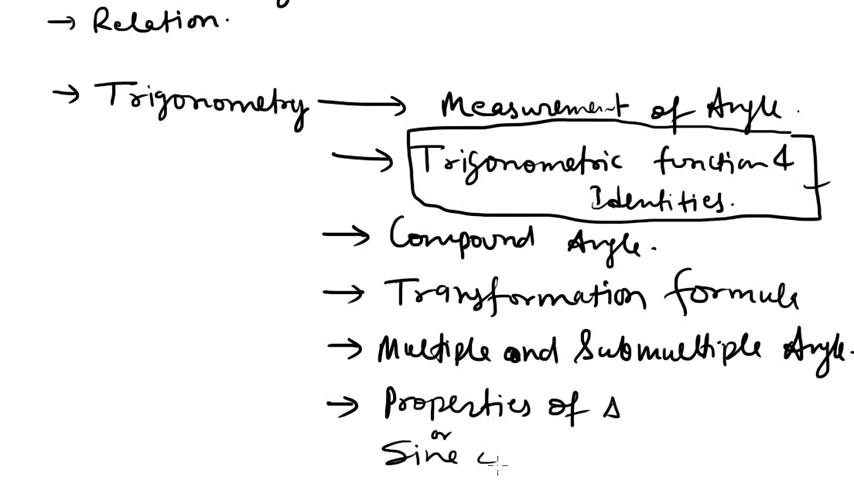 → Relation.
→ Trigonometry → Measurement of Angle.
→ Trigonometric function &
Identities.
→ Compound Angle.
→ Transformation formula
→ Multiple and Submultiple Angle.
→ Properties of Δ
or
Sine